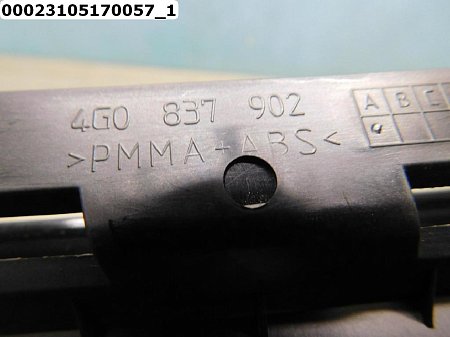 00023105170057_1
4G0 837 902
>PMMA+ABS<
A B C